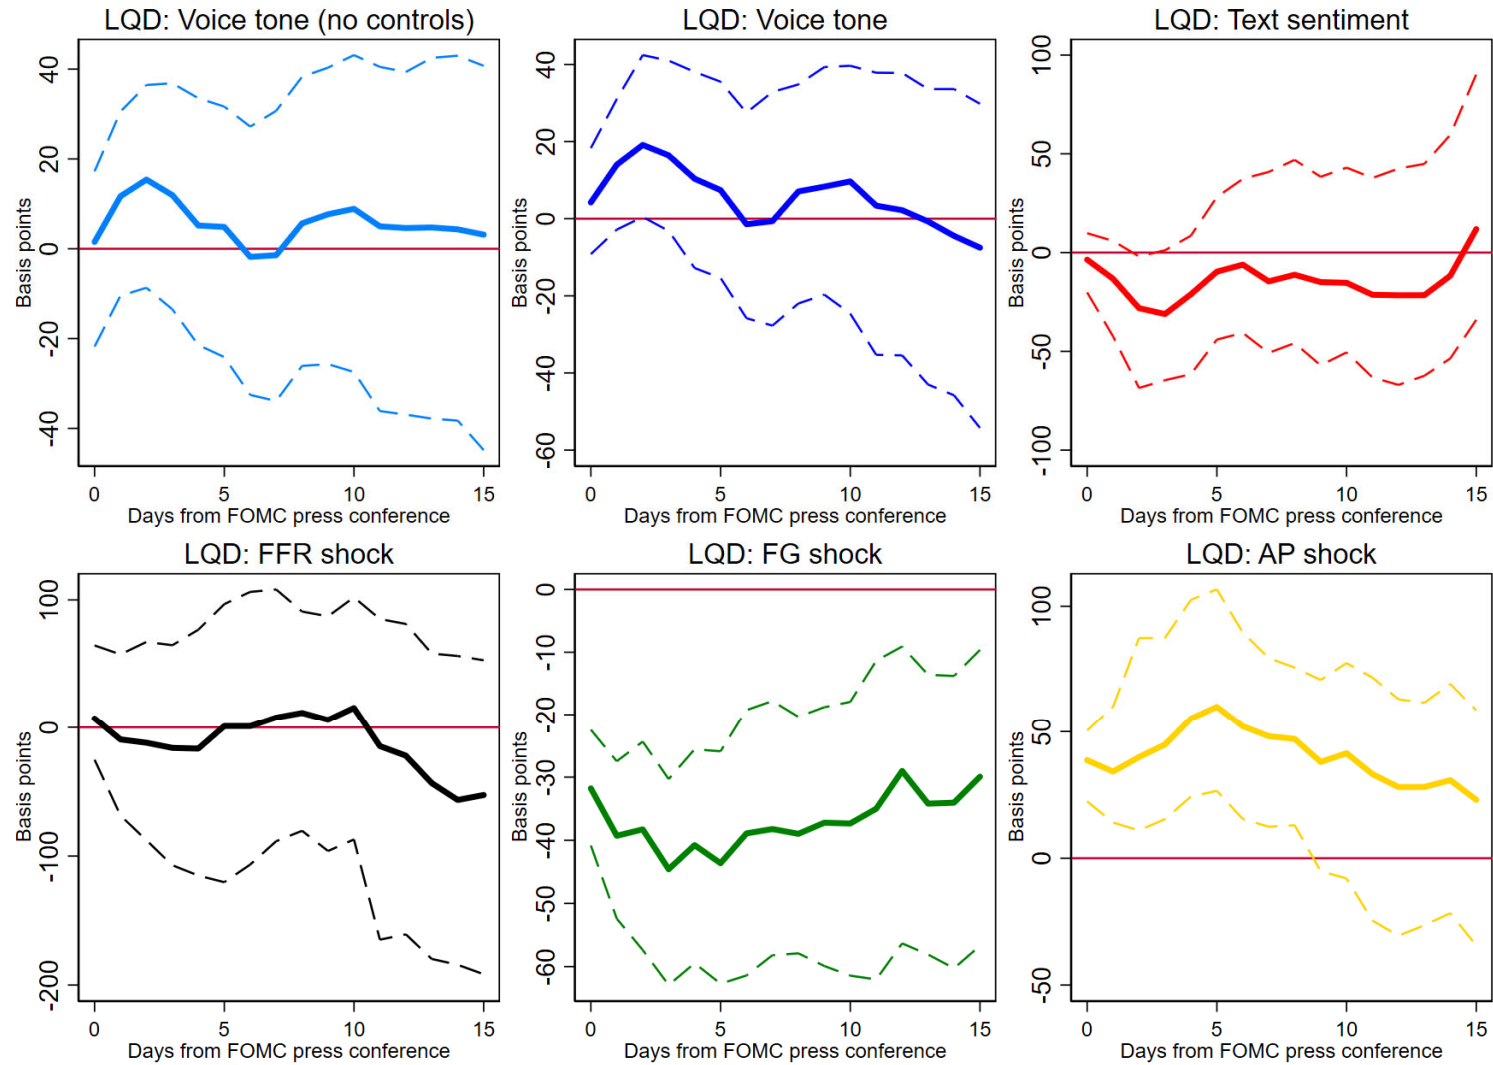 LQD: Voice tone (no controls)
40
20
0
-20
-40
Basis points
0 5 10 15
Days from FOMC press conference
LQD: Voice tone
40
20
0
-20
-40
-60
Basis points
0 5 10 15
Days from FOMC press conference
LQD: Text sentiment
100
50
0
-50
-100
Basis points
0 5 10 15
Days from FOMC press conference
LQD: FFR shock
100
0
-100
-200
Basis points
0 5 10 15
Days from FOMC press conference
LQD: FG shock
0
-10
-20
-30
-40
-50
-60
Basis points
0 5 10 15
Days from FOMC press conference
LQD: AP shock
100
50
0
-50
Basis points
0 5 10 15
Days from FOMC press conference